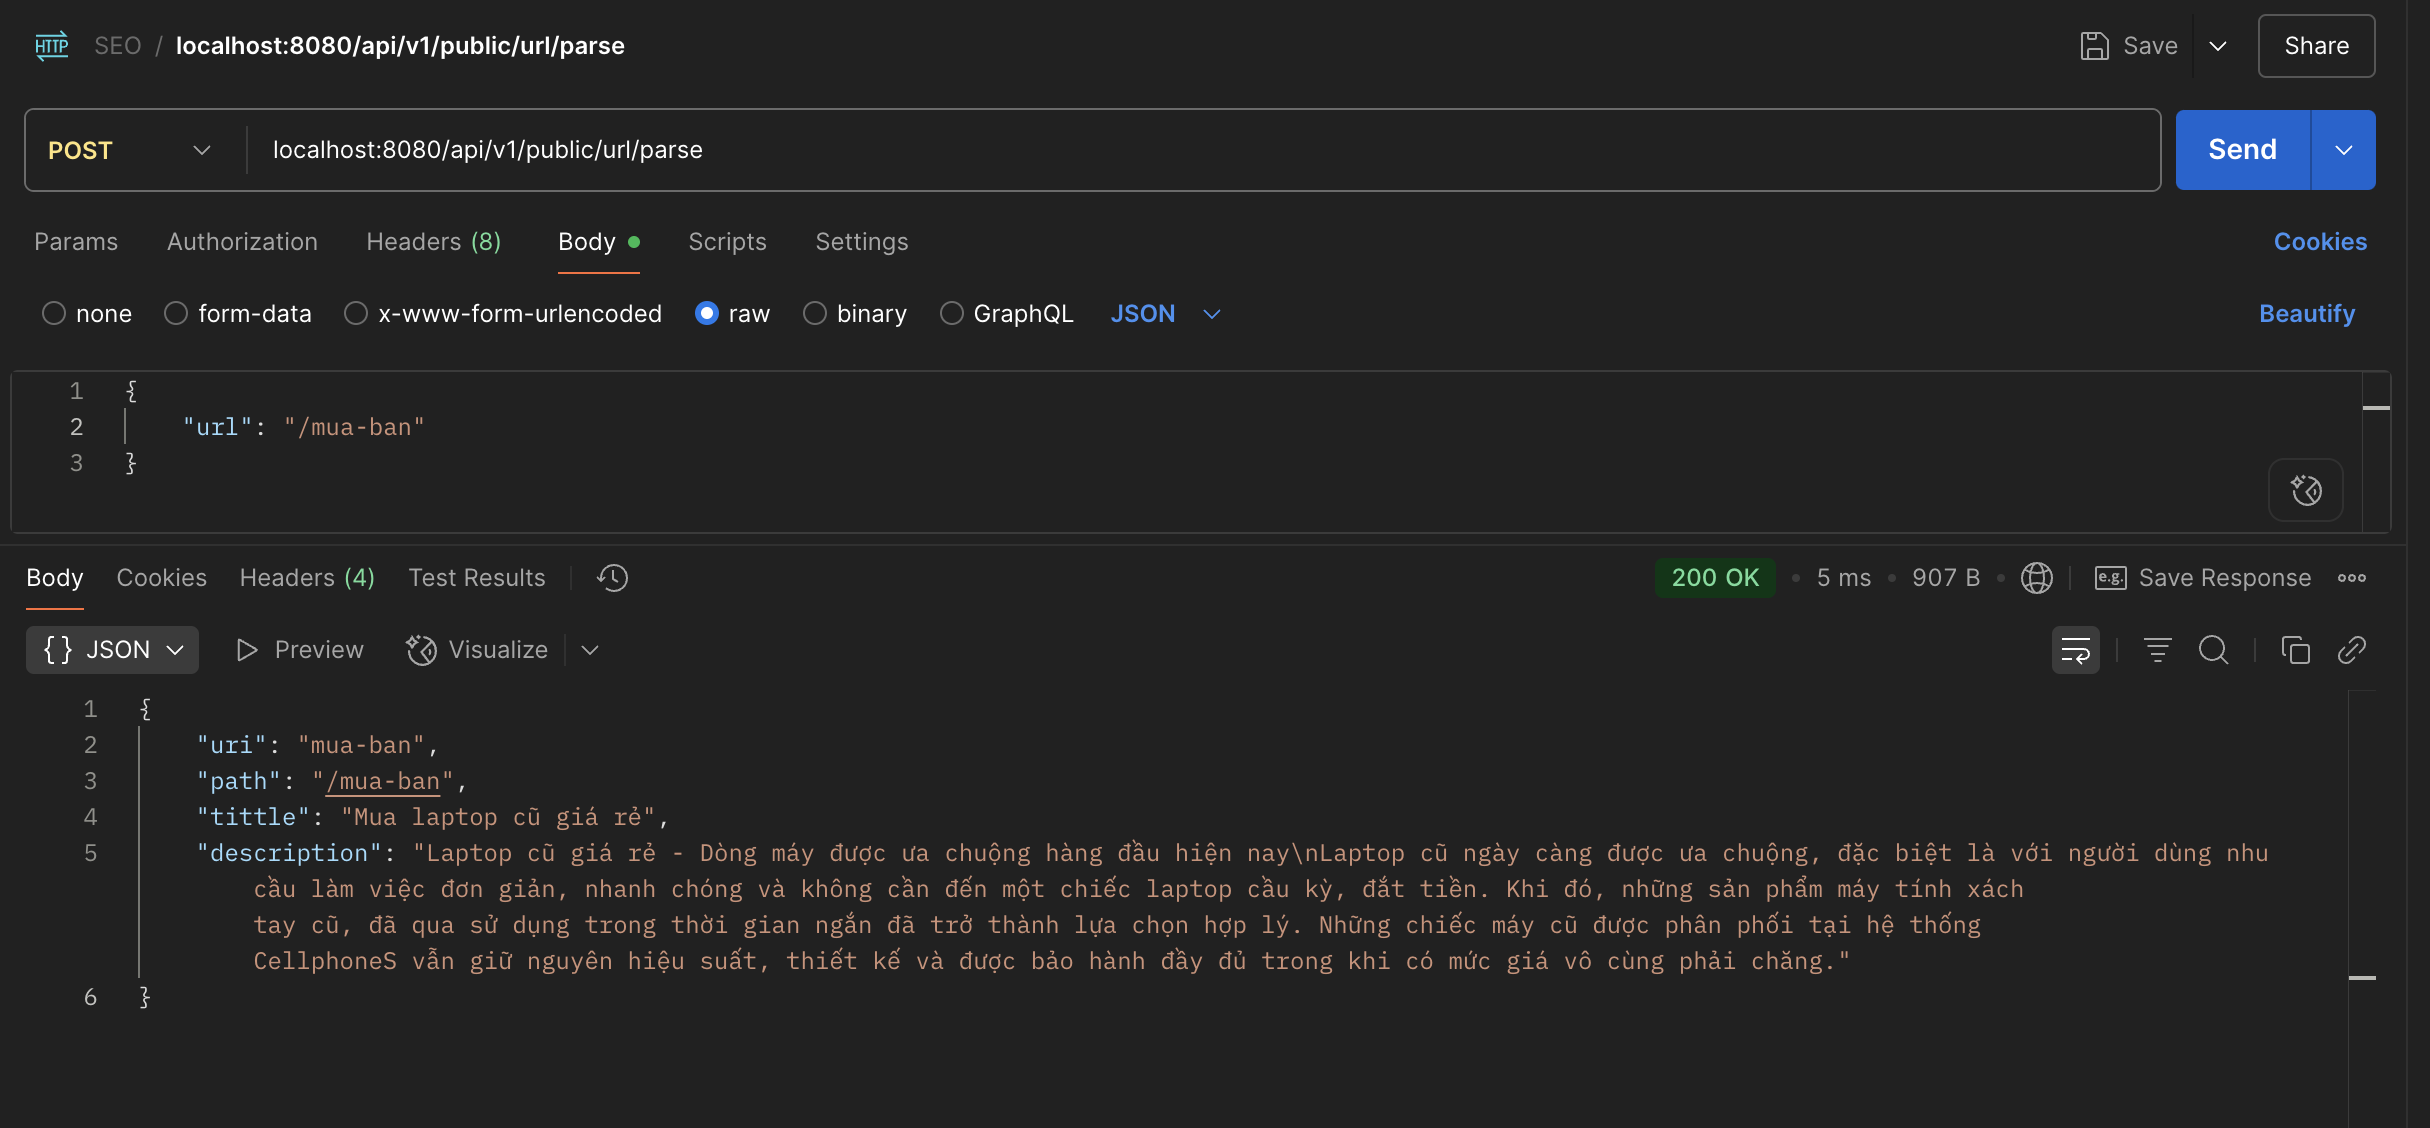 HTTP SEO / localhost:8080/api/v1/public/url/parse Save Share
POST localhost:8080/api/v1/public/url/parse Send
Params Authorization Headers (8) Body Scripts Settings Cookies
none form-data x-www-form-urlencoded raw binary GraphQL JSON Beautify
1 {
2 "url": "/mua-ban"
3 }
Body Cookies Headers (4) Test Results 200 OK • 5 ms • 907 B • e.g. Save Response
{} JSON Preview Visualize
1 {
2 "uri": "mua-ban",
3 "path": "/mua-ban",
4 "tittle": "Mua laptop cũ giá rẻ",
5 "description": "Laptop cũ giá rẻ - Dòng máy được ưa chuộng hàng đầu hiện nay\nLaptop cũ ngày càng được ưa chuộng, đặc biệt là với người dùng nhu
cầu làm việc đơn giản, nhanh chóng và không cần đến một chiếc laptop cầu kỳ, đắt tiền. Khi đó, những sản phẩm máy tính xách
tay cũ, đã qua sử dụng trong thời gian ngắn đã trở thành lựa chọn hợp lý. Những chiếc máy cũ được phân phối tại hệ thống
CellphoneS vẫn giữ nguyên hiệu suất, thiết kế và được bảo hành đầy đủ trong khi có mức giá vô cùng phải chăng."
6 }